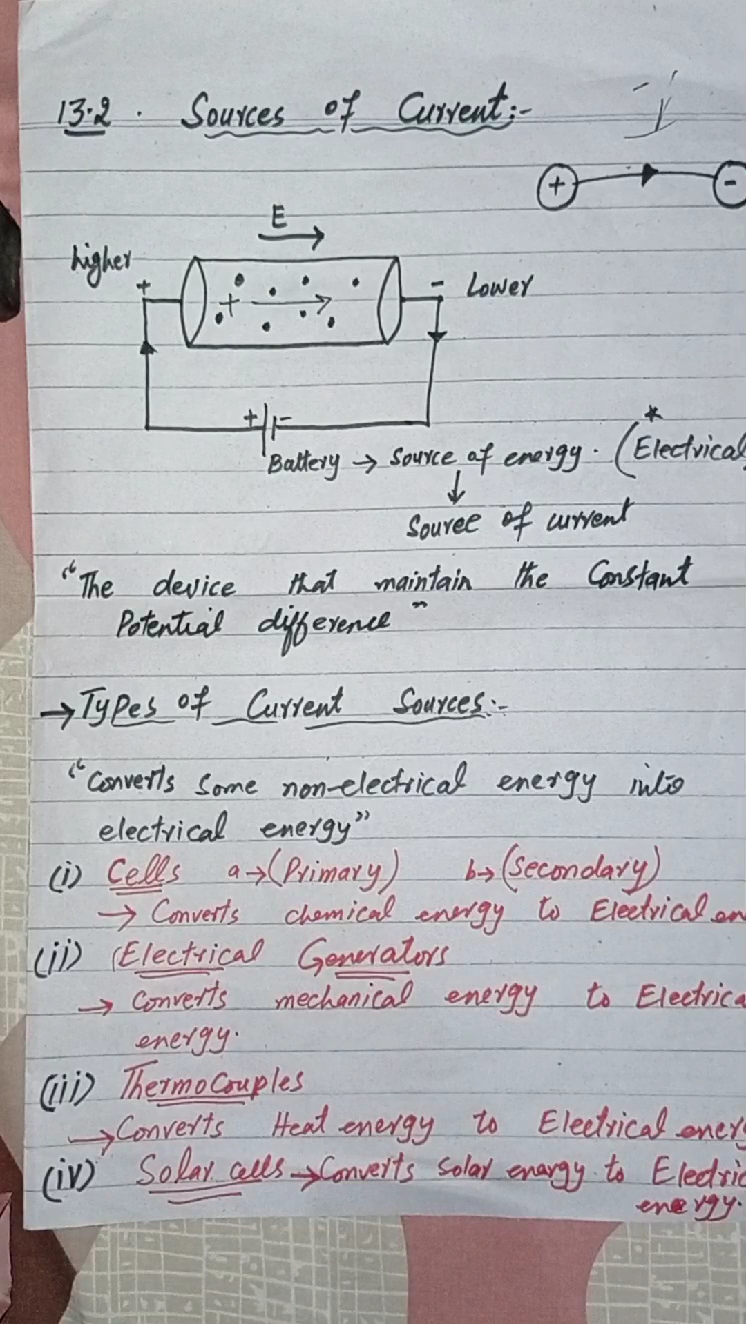 13.2. Sources of Current:-
+ -
E
higher
+ - Lower
+
+ -
Battery → Source of energy. (Electrical
*
↓
Source of current
"The device that maintain the Constant
Potential difference"
→ Types of Current Sources:-
"Converts Some non-electrical energy into
electrical energy"
(i) Cells a→(Primary) b→(Secondary)
→ Converts chemical energy to Electrical en
(ii) (Electrical Generators
→ Converts mechanical energy to Electrica
energy.
(iii) ThermoCouples
→ Converts Heat energy to Electrical energ
(iv) Solar cells → Converts Solar energy to Electric
energy.